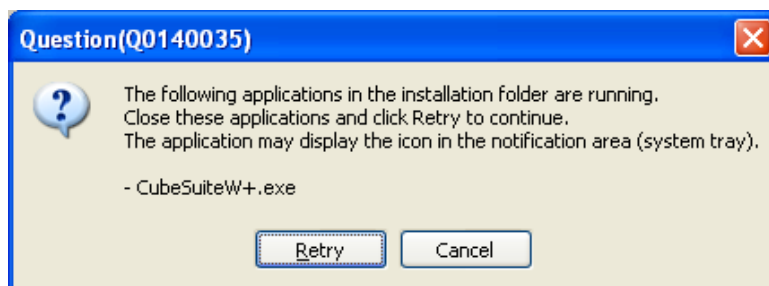 Question(Q0140035)
The following applications in the installation folder are running.
Close these applications and click Retry to continue.
The application may display the icon in the notification area (system tray).
- CubeSuiteW+.exe
Retry
Cancel